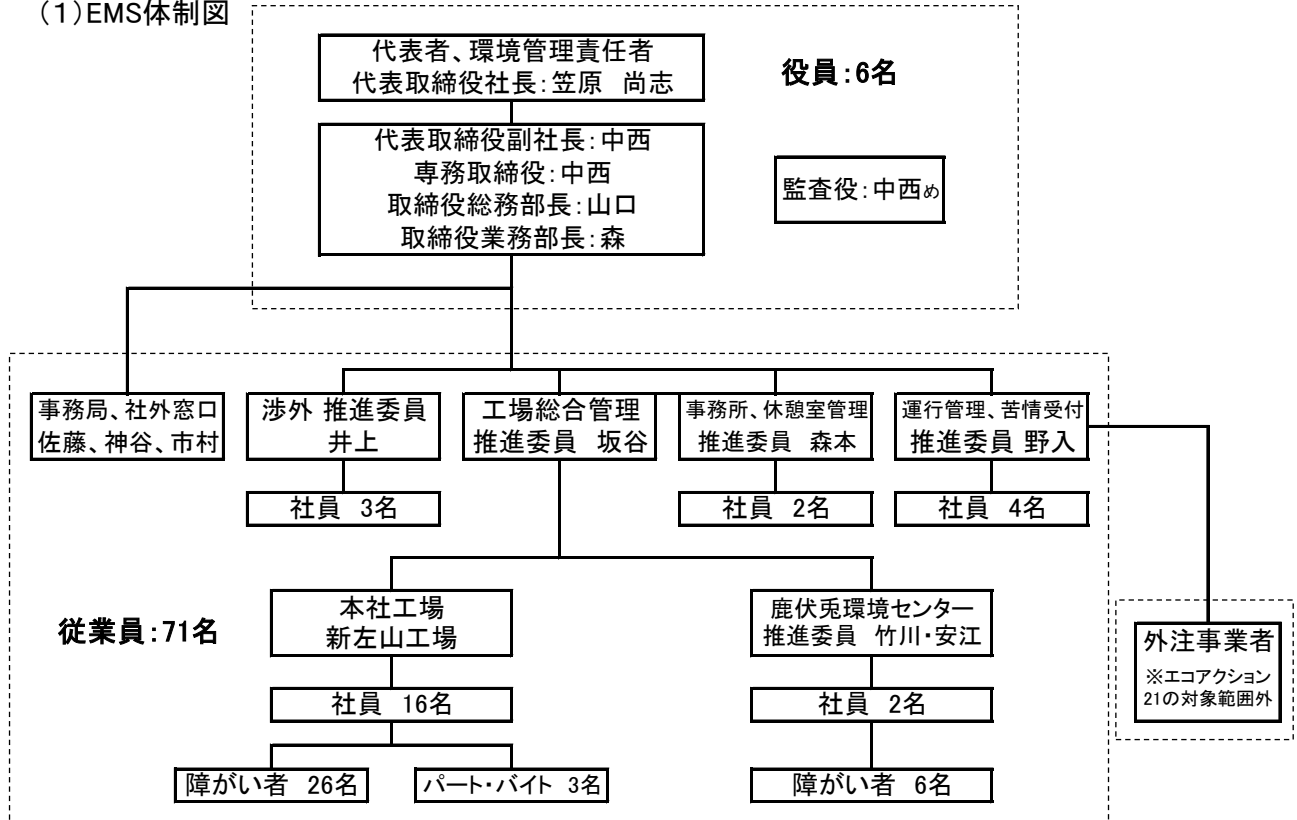 (1)EMS体制図
代表者、環境管理責任者
代表取締役社長:笠原 尚志
役員:6名
代表取締役副社長:中西
専務取締役:中西
取締役総務部長:山口
取締役業務部長:森
監査役:中西め
事務局、社外窓口
佐藤、神谷、市村
渉外 推進委員
井上
工場総合管理
推進委員 坂谷
事務所、休憩室管理
推進委員 森本
運行管理、苦情受付
推進委員 野入
社員 3名
社員 2名
社員 4名
従業員:71名
本社工場
新左山工場
鹿伏兎環境センター
推進委員 竹川・安江
外注事業者
※エコアクション
21の対象範囲外
社員 16名
社員 2名
障がい者 26名
パート・バイト 3名
障がい者 6名